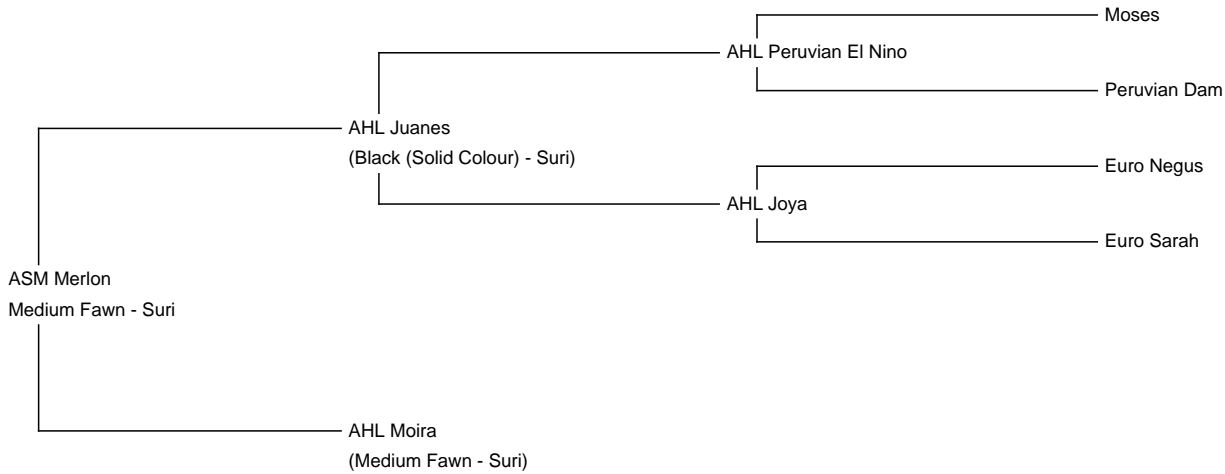 Moses
AHL Peruvian El Nino
Peruvian Dam
AHL Juanes
(Black (Solid Colour) - Suri)
Euro Negus
AHL Joya
Euro Sarah
ASM Merlon
Medium Fawn - Suri
AHL Moira
(Medium Fawn - Suri)